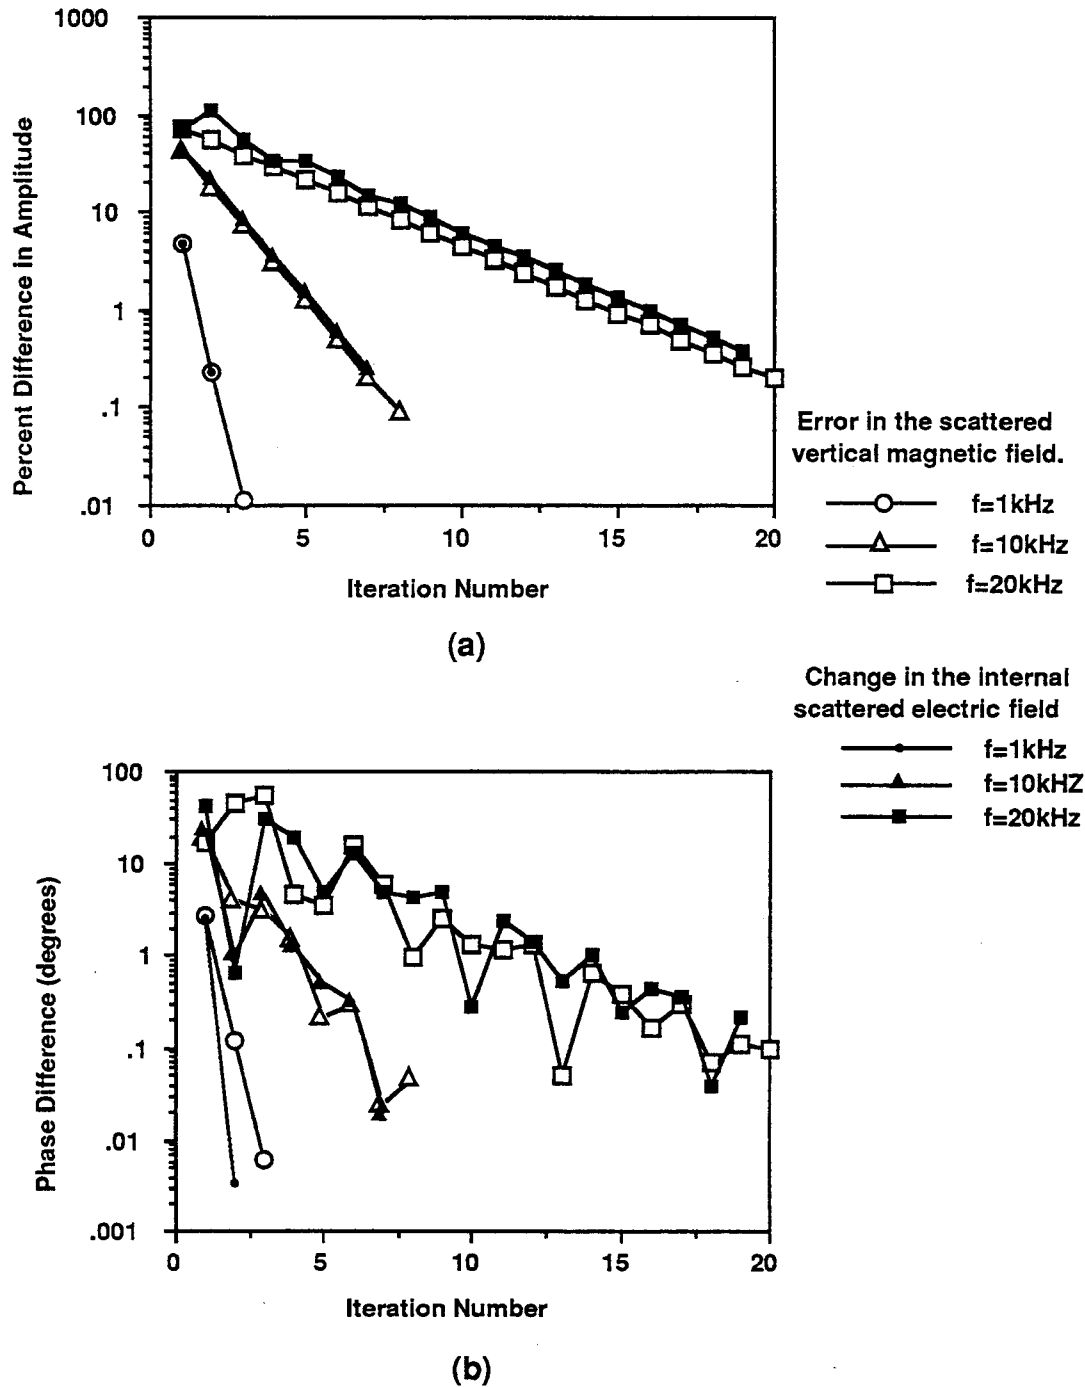 1000
100
10
1
.1
.01
Percent Difference in Amplitude
0 5 10 15 20
Iteration Number
(a)
Error in the scattered
vertical magnetic field.
f=1kHz
f=10kHz
f=20kHz
Change in the internal
scattered electric field
f=1kHz
f=10kHZ
f=20kHz
100
10
1
.1
.01
.001
Phase Difference (degrees)
0 5 10 15 20
Iteration Number
(b)